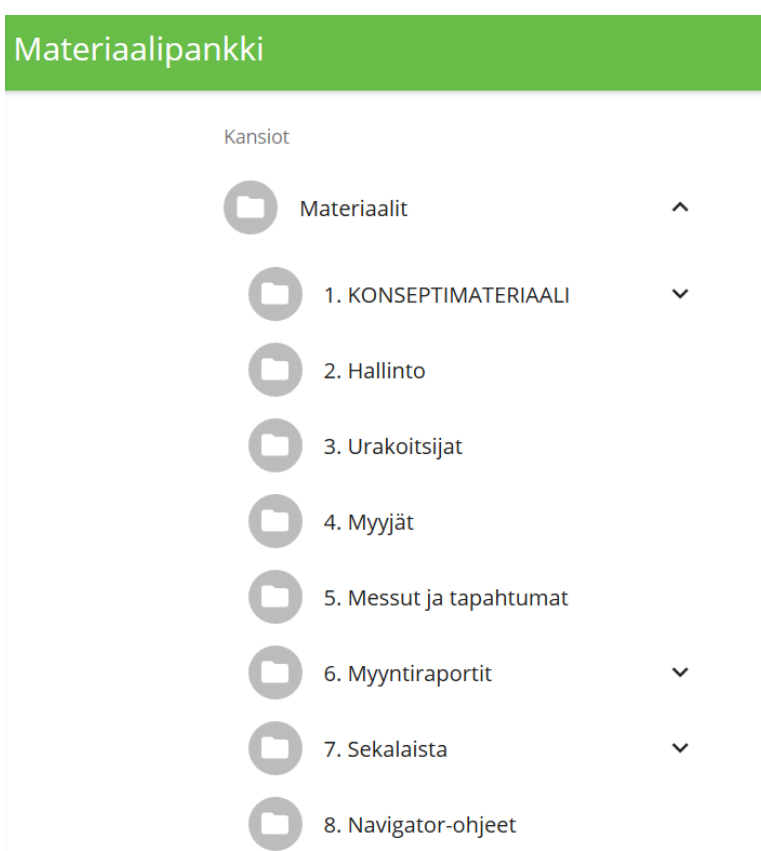 Materiaalipankki
Kansiot
Materiaalit
1. KONSEPTIMATERIAALI
2. Hallinto
3. Urakoitsijat
4. Myyjät
5. Messut ja tapahtumat
6. Myyntiraportit
7. Sekalaista
8. Navigator-ohjeet